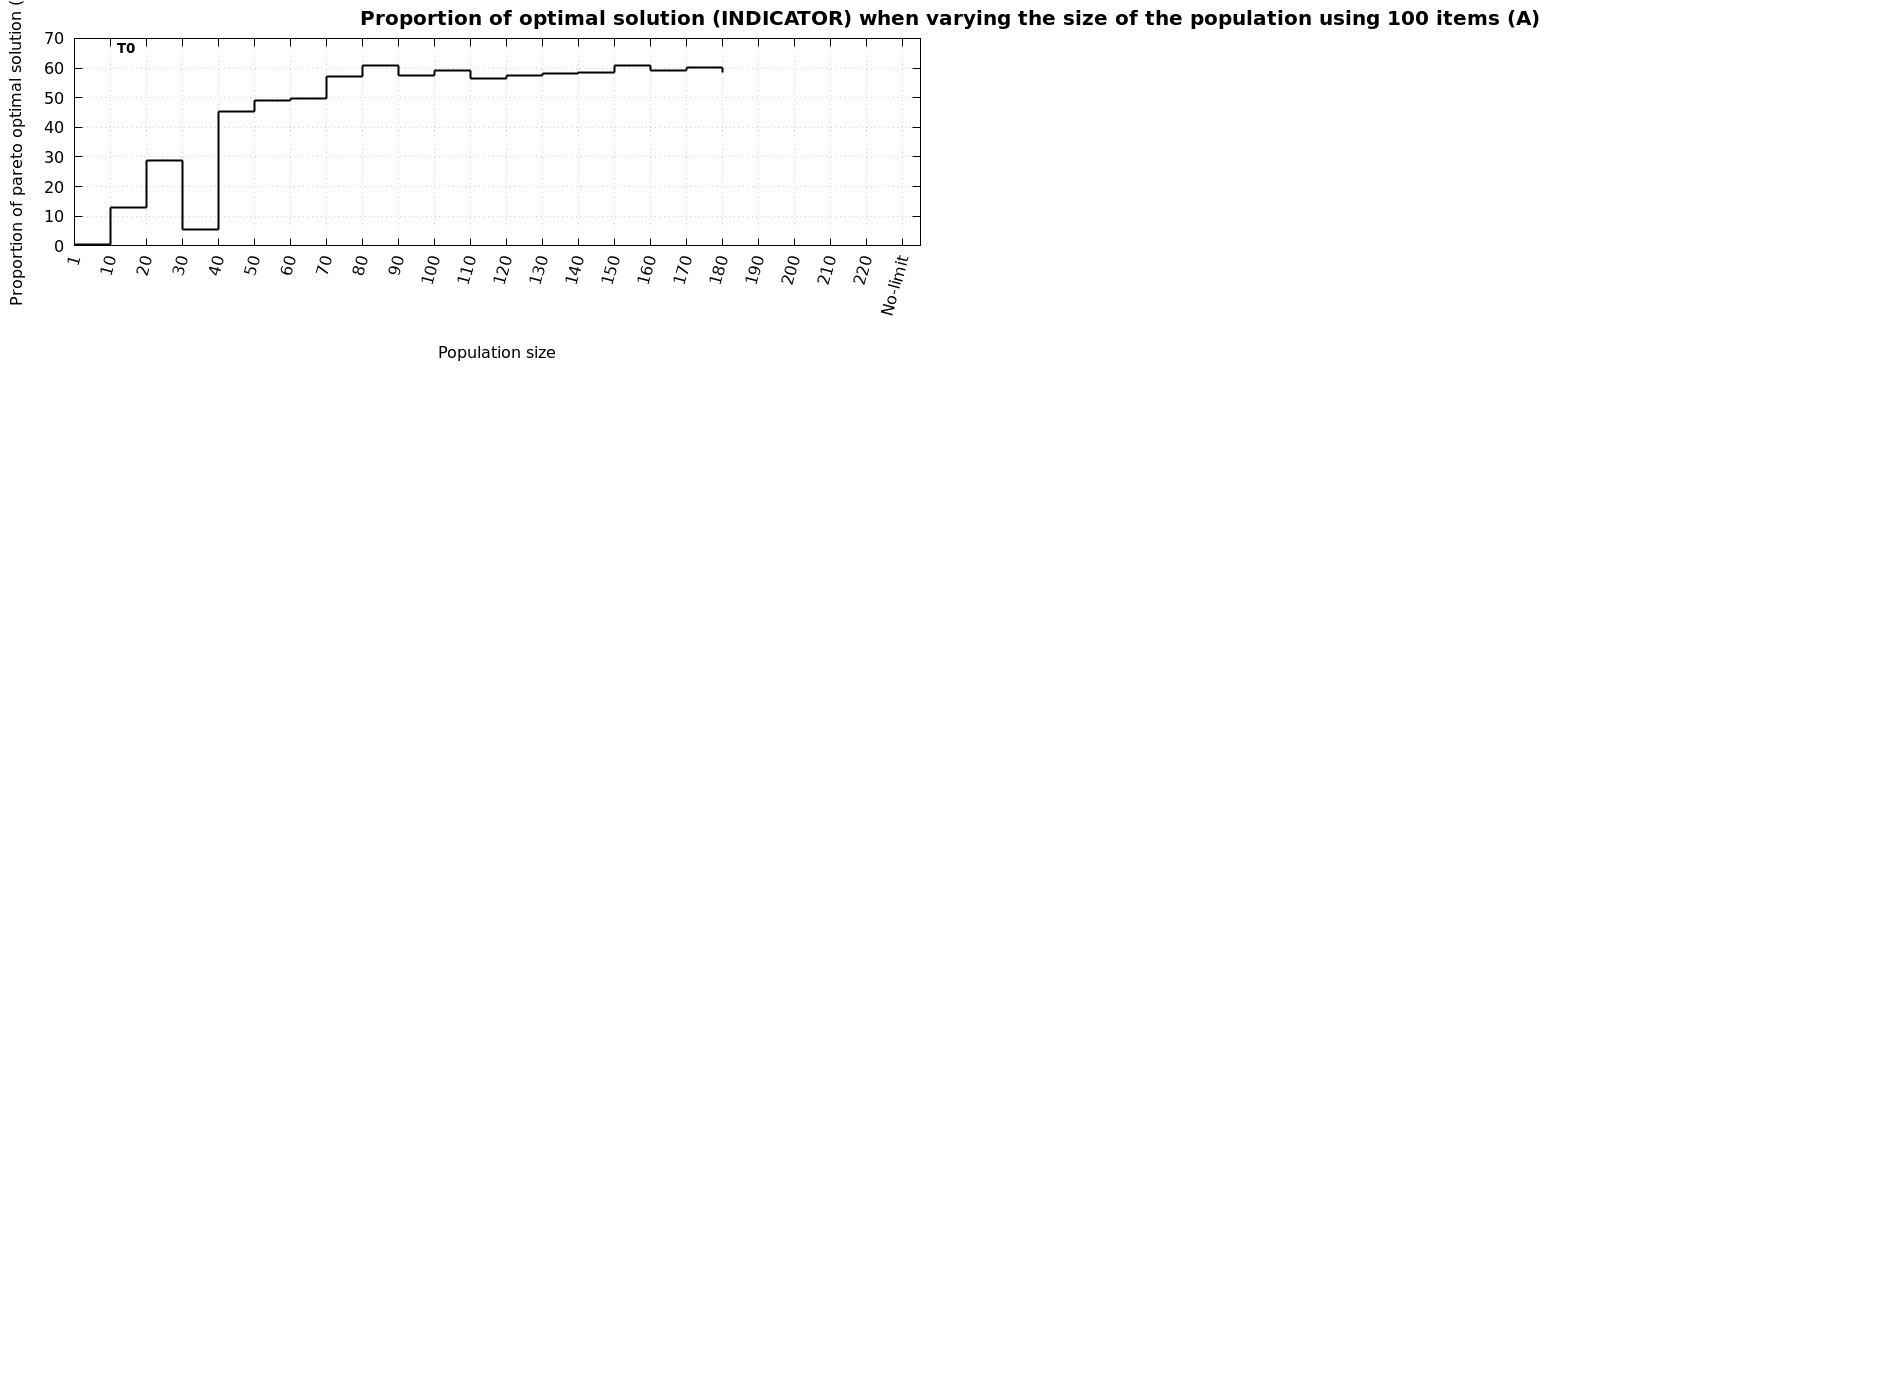 Proportion of optimal solution (INDICATOR) when varying the size of the population using 100 items (A)
Proportion of pareto optimal solution (
T0
70
60
50
40
30
20
10
0
1 10 20 30 40 50 60 70 80 90 100 110 120 130 140 150 160 170 180 190 200 210 220 No-limit
Population size